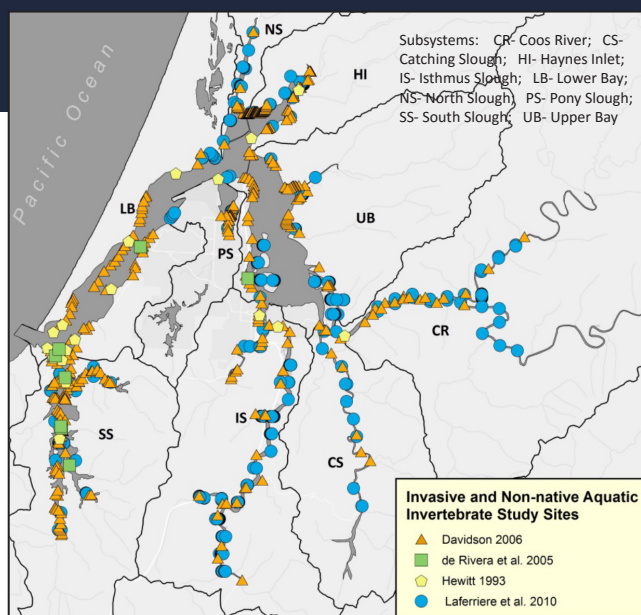 Subsystems: CR- Coos River; CS-
Catching Slough; HI- Haynes Inlet;
IS- Isthmus Slough; LB- Lower Bay;
NS- North Slough; PS- Pony Slough;
SS- South Slough; UB- Upper Bay
NS
HI
Pacific Ocean
LB
UB
PS
CR
SS
IS
CS
Invasive and Non-native Aquatic
Invertebrate Study Sites
Davidson 2006
de Rivera et al. 2005
Hewitt 1993
Laferriere et al. 2010